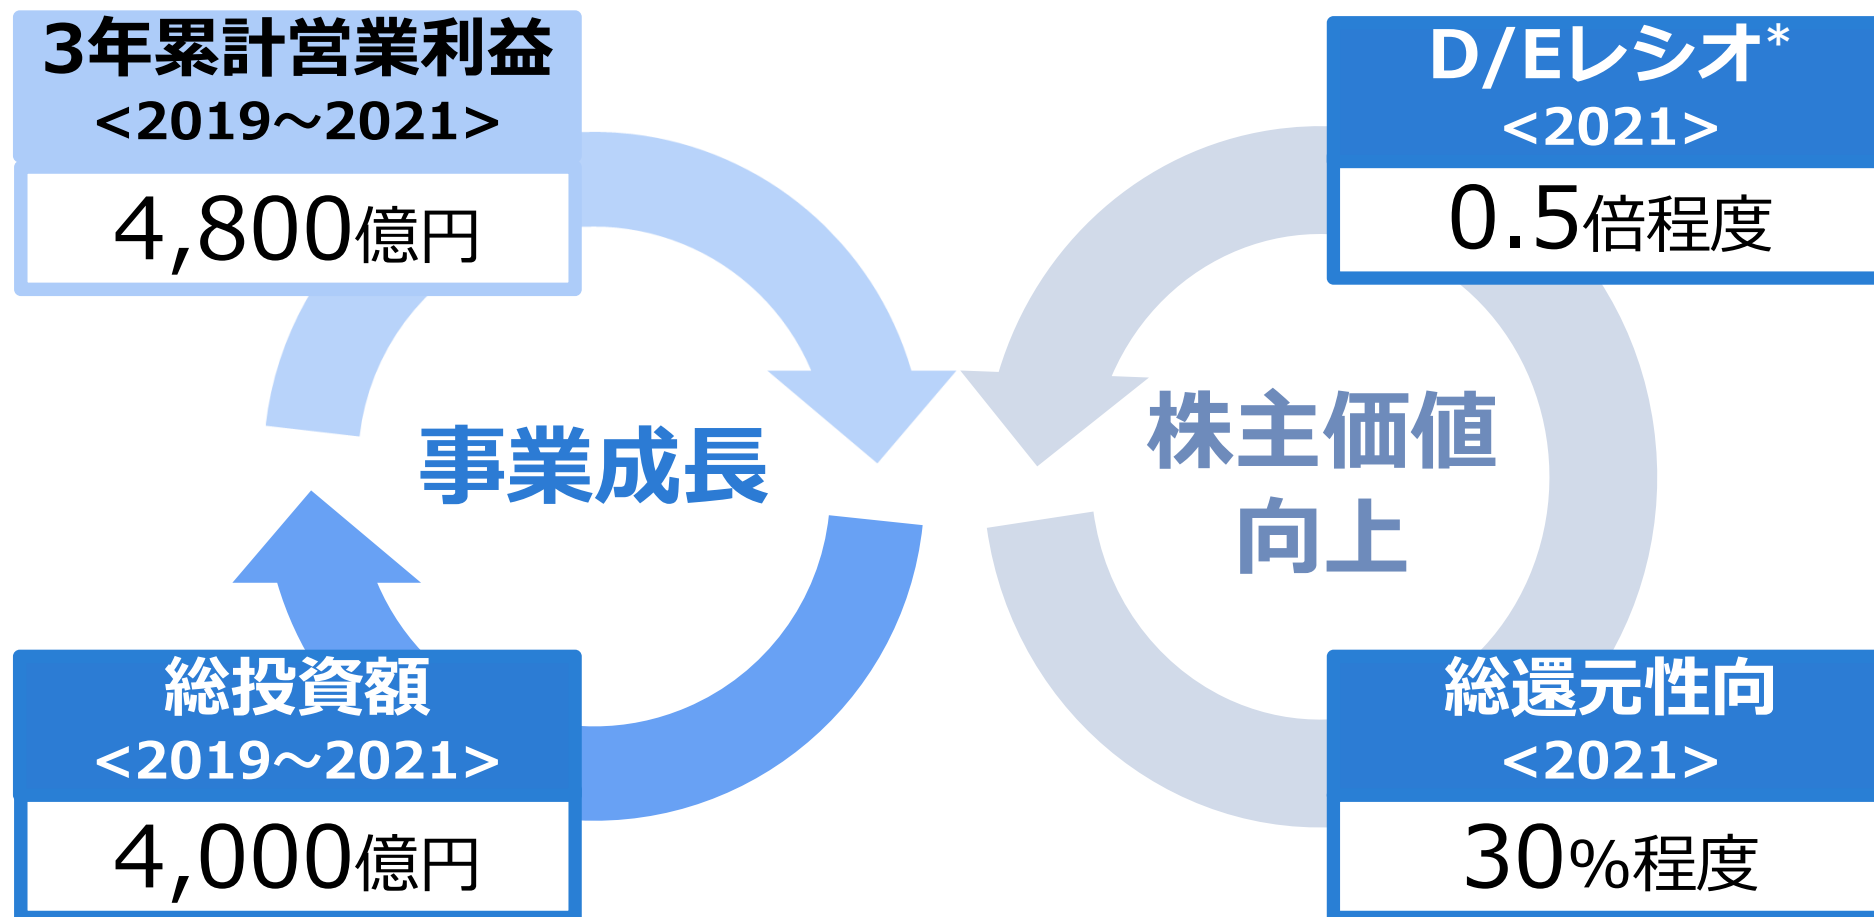 3年累計営業利益
<2019～2021>
4,800億円
D/Eレシオ*
<2021>
0.5倍程度
事業成長
株主価値
向上
総投資額
<2019～2021>
4,000億円
総還元性向
<2021>
30%程度